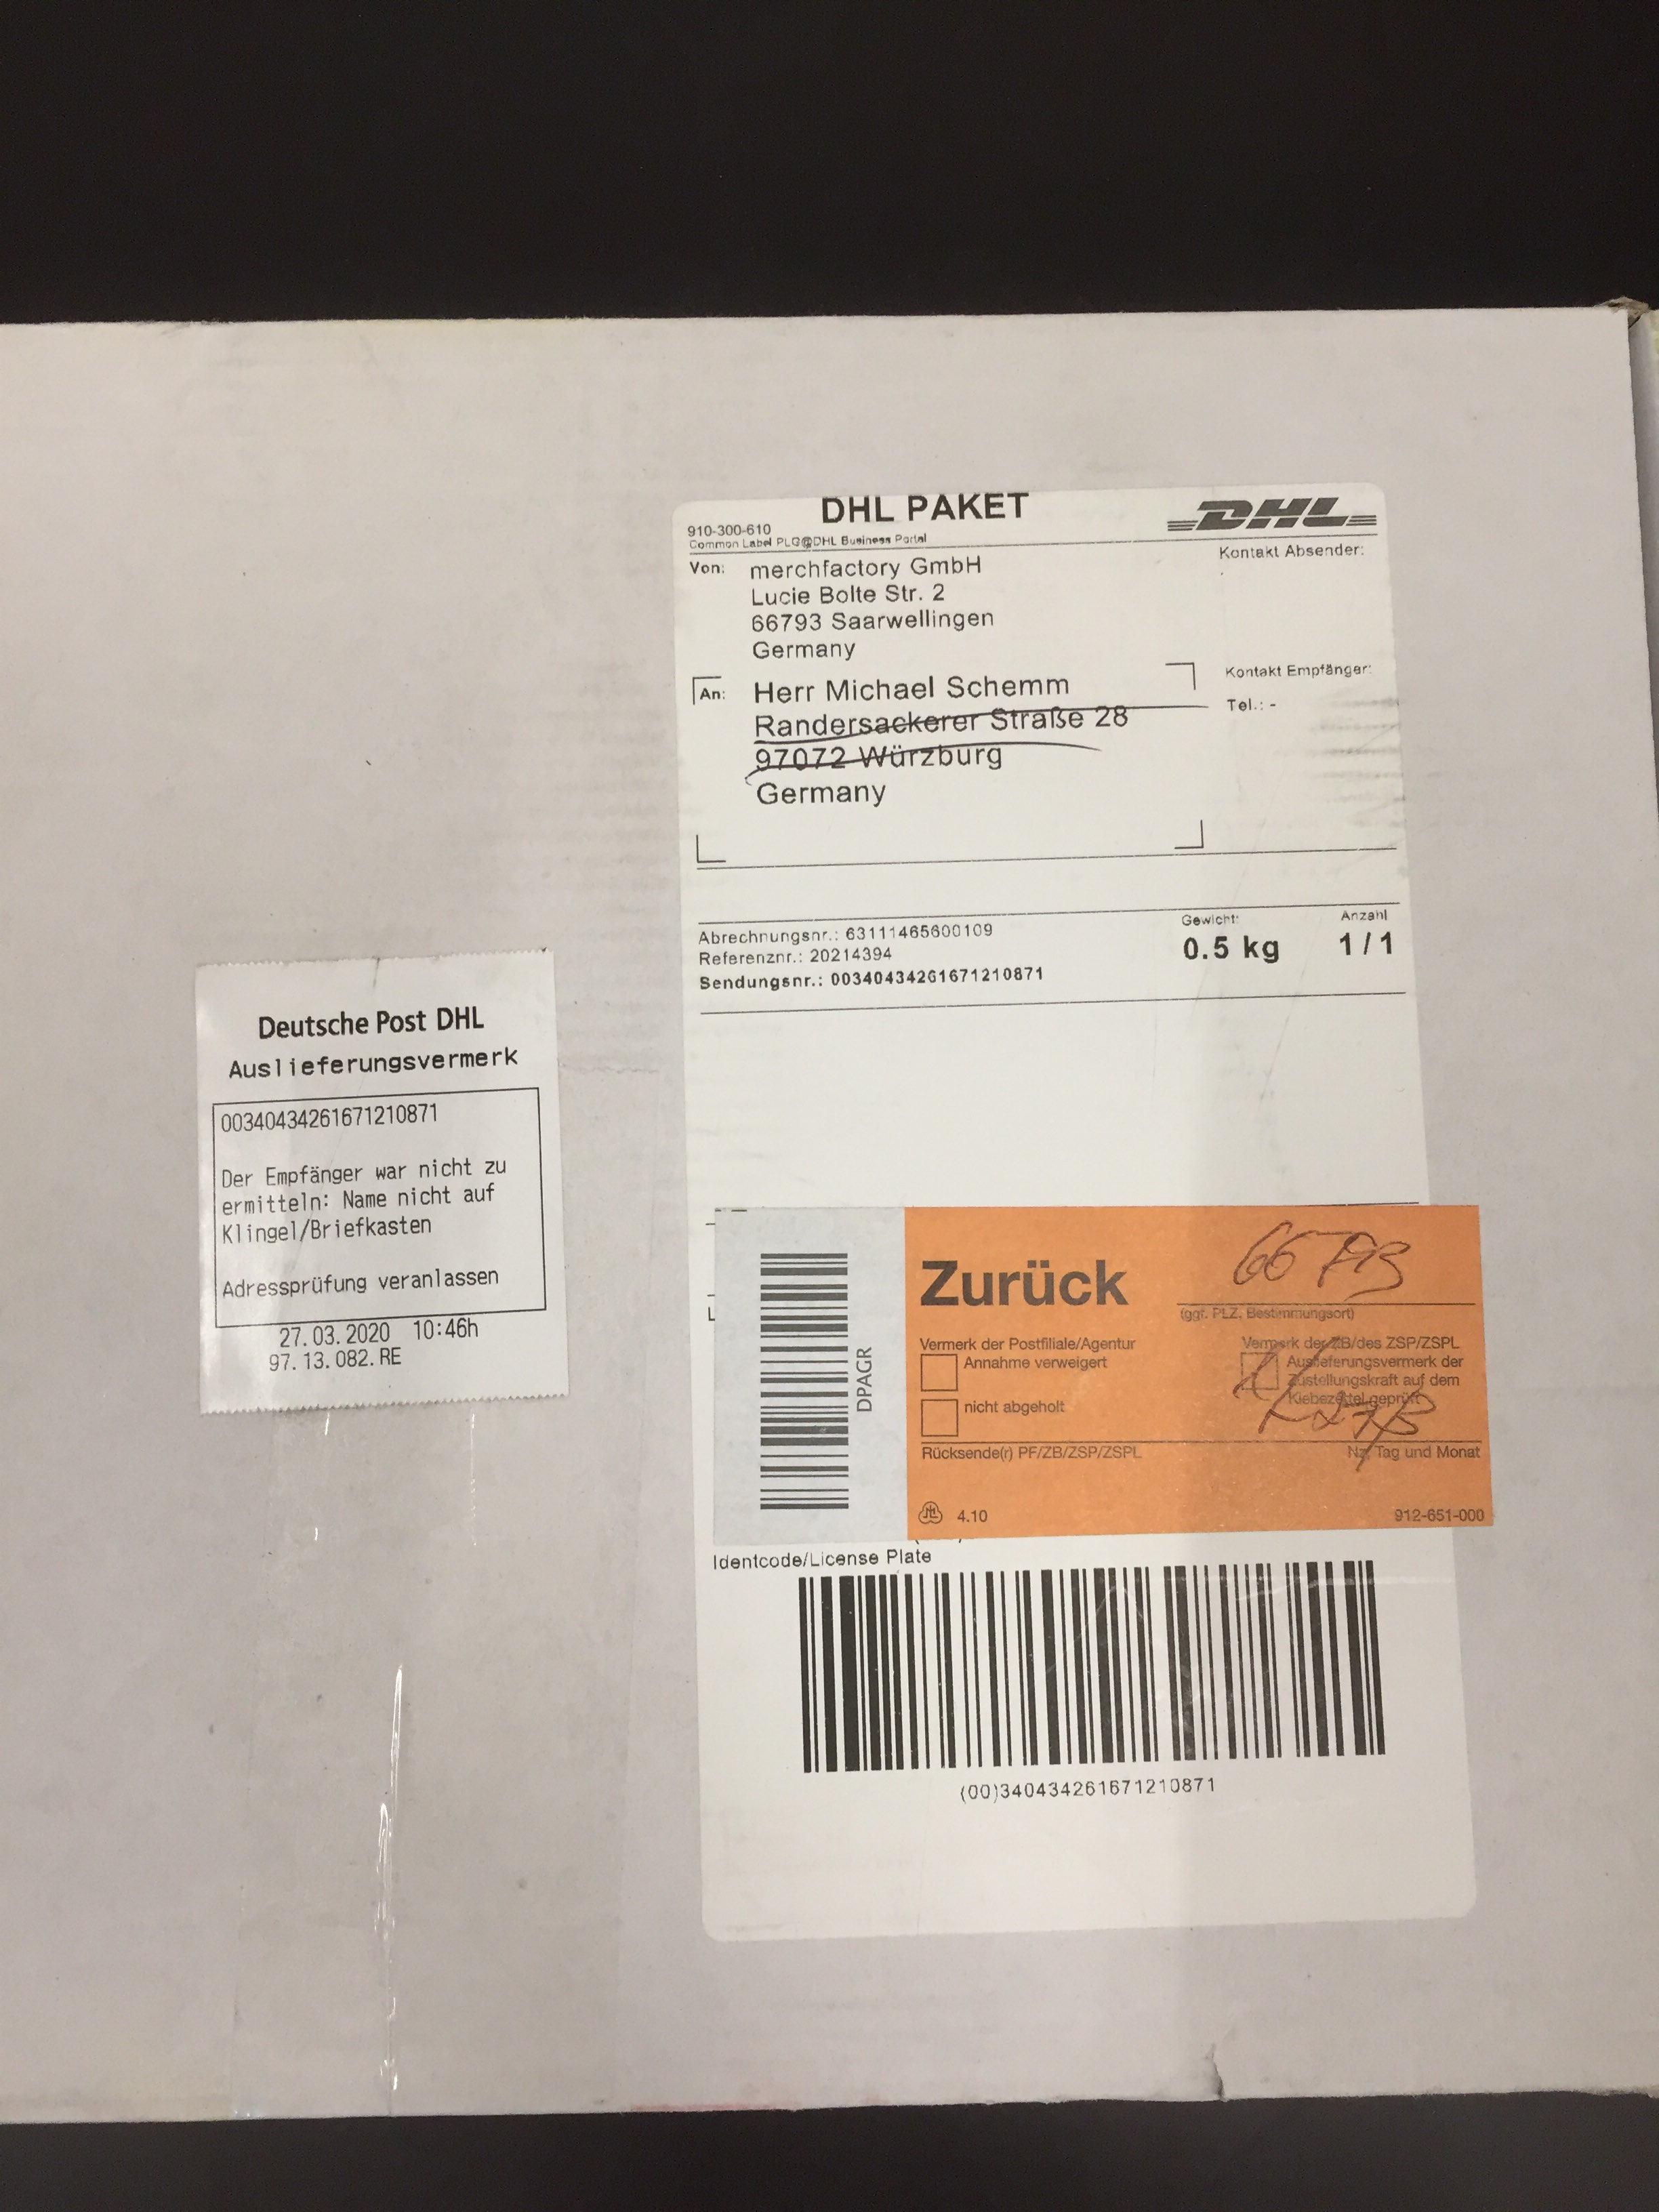 DHL PAKET
DHL
910-300-610
Common Label PLG@DHL Business Portal
Von:
merchfactory GmbH
Lucie Bolte Str. 2
66793 Saarwellingen
Germany
Kontakt Absender:
An:
Herr Michael Schemm
Randersackerer Straße 28
97072 Würzburg
Germany
Kontakt Empfänger:
Tel.: -
Abrechnungsnr.: 63111465600109
Referenznr.: 20214394
Sendungsnr.: 00340434261671210871
Gewicht:
0.5 kg
Anzahl
1/1
Deutsche Post DHL
Auslieferungsvermerk
00340434261671210871
Der Empfänger war nicht zu
ermitteln: Name nicht auf
Klingel/Briefkasten
Adressprüfung veranlassen
27.03.2020 10:46h
97.13.082.RE
DPAGR
Zurück
66793
(ggf. PLZ, Bestimmungsort)
Vermerk der Postfiliale/Agentur
Annahme verweigert
nicht abgeholt
Vermerk der ZB/des ZSP/ZSPL
Auslieferungsvermerk der
Zustellungskraft auf dem
Klebezettel geprüft
Rücksende(r) PF/ZB/ZSP/ZSPL
Nz, Tag und Monat
4.10
912-651-000
Identcode/License Plate
(00)340434261671210871